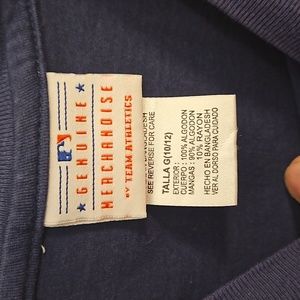 GENUINE
MERCHANDISE
BY TEAM ATHLETICS
BANGLADESH
SEE REVERSE FOR CARE
TALLA G(10/12)
EXTERIOR:
CUERPO: 100% ALGODON
MANGAS: 90% ALGODON
10% RAYON
HECHO EN BANGLADESH
VER AL DORSO PARA CUIDADO